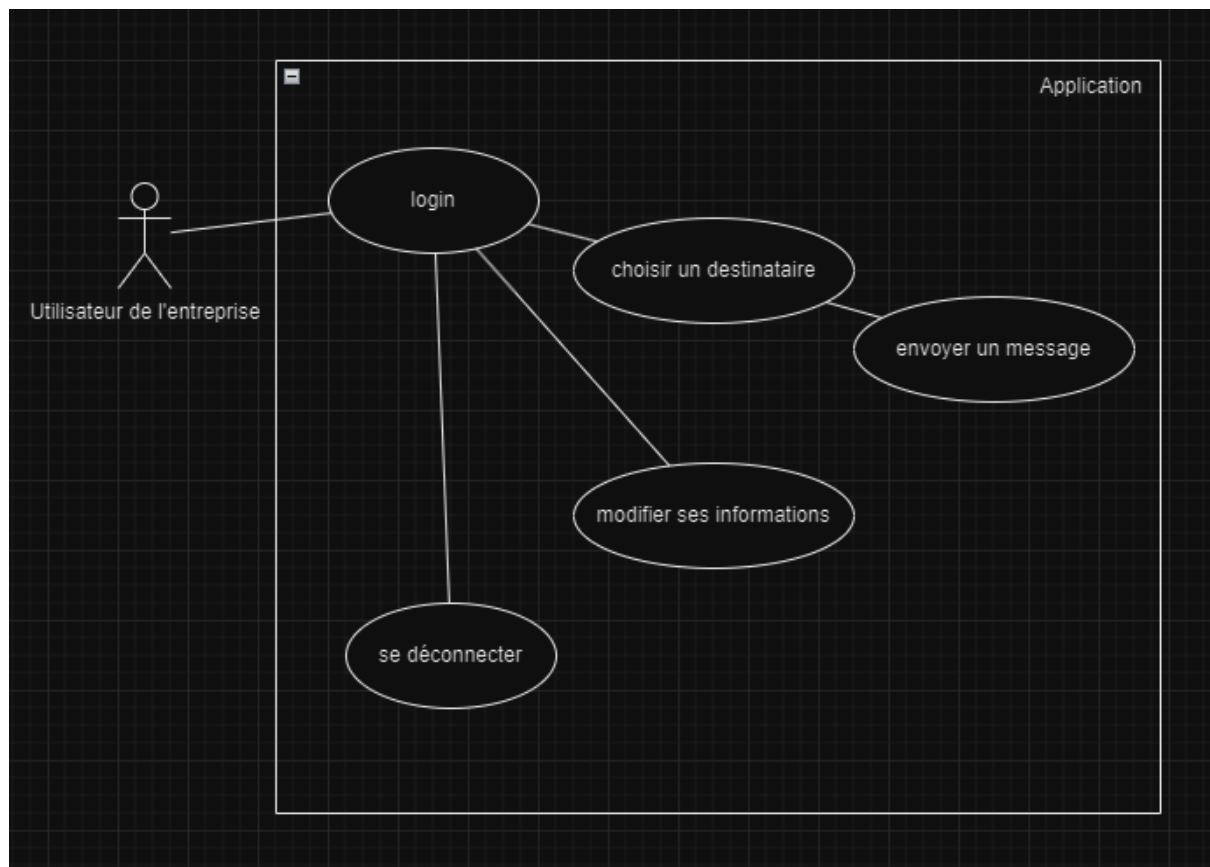 Application
login
choisir un destinataire
Utilisateur de l'entreprise
envoyer un message
modifier ses informations
se déconnecter